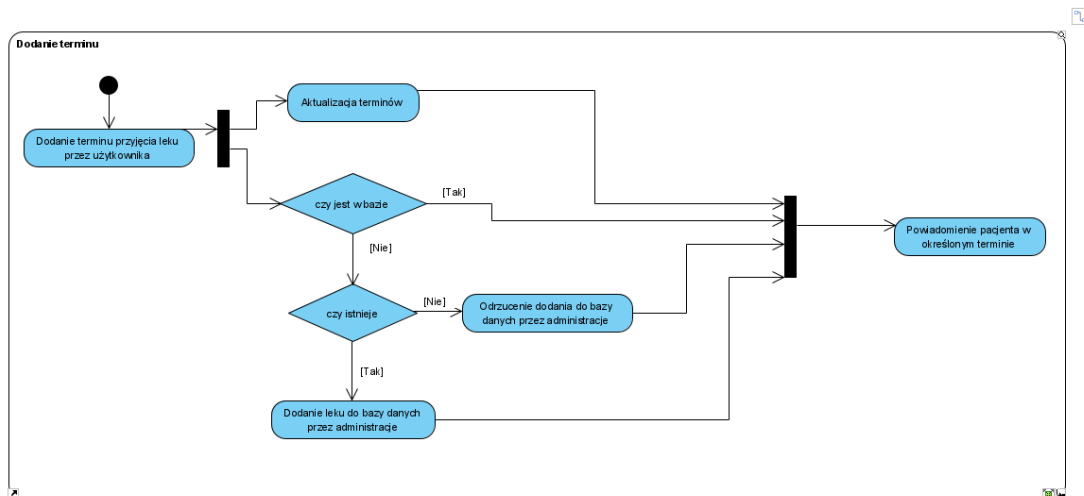 Dodanie terminu
Dodanie terminu przyjęcia leku
przez użytkownika
Aktualizacja terminów
czy jest w bazie
[Tak]
[Nie]
czy istnieje
[Nie]
Odrzucenie dodania do bazy
danych przez administracje
[Tak]
Dodanie leku do bazy danych
przez administracje
Powiadomienie pacjenta w
określonym terminie